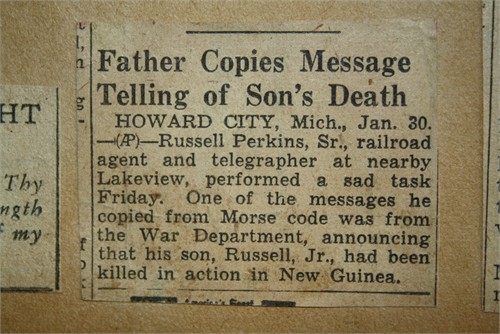 Father Copies Message
Telling of Son's Death
HOWARD CITY, Mich., Jan. 30.
—(AP)—Russell Perkins, Sr., railroad
agent and telegrapher at nearby
Lakeview, performed a sad task
Friday. One of the messages he
copied from Morse code was from
the War Department, announcing
that his son, Russell, Jr., had been
killed in action in New Guinea.
HT
Thy
ngth
my